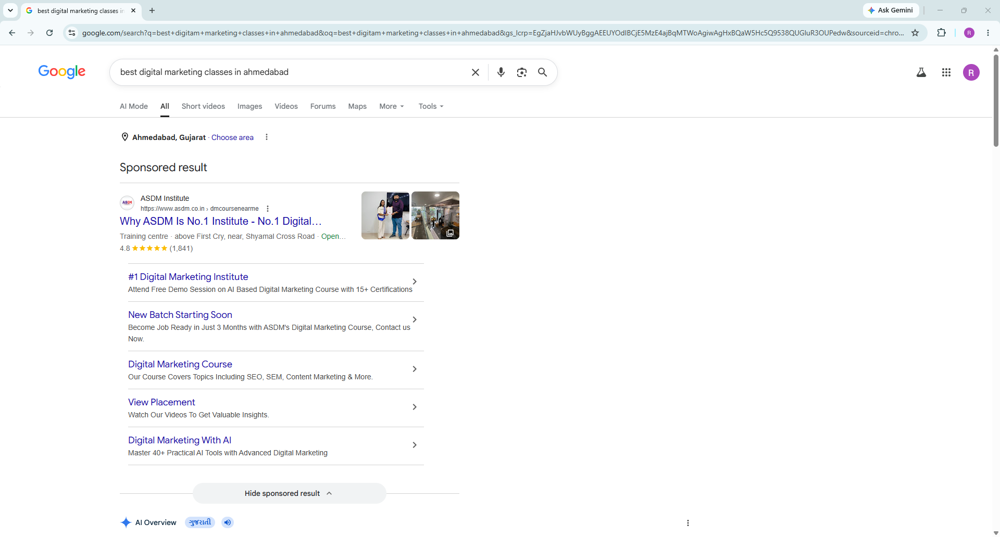 best digital marketing classes in
Ask Gemini
google.com/search?q=best+digitam+marketing+classes+in+ahmedabad&oq=best+digitam+marketing+classes+in+ahmedabad&gs_lcrp=EgZjaHJvbWUyBggAEEUYOdIBCjE5MzE4ajBqMTWoAgiwAgHxBQaW5Hc5Q9538QUGluR3OUPedw&sourceid=chro...
R
Google
best digital marketing classes in ahmedabad
R
AI Mode
All
Short videos
Images
Videos
Forums
Maps
More
Tools
Ahmedabad, Gujarat · Choose area
Sponsored result
ASDM
ASDM Institute
https://www.asdm.co.in › dmcoursenearme
Why ASDM Is No.1 Institute - No.1 Digital...
Training centre · above First Cry, near, Shyamal Cross Road · Open...
4.8 ★★★★★ (1,841)
#1 Digital Marketing Institute
Attend Free Demo Session on AI Based Digital Marketing Course with 15+ Certifications
New Batch Starting Soon
Become Job Ready in Just 3 Months with ASDM's Digital Marketing Course, Contact us
Now.
Digital Marketing Course
Our Course Covers Topics Including SEO, SEM, Content Marketing & More.
View Placement
Watch Our Videos To Get Valuable Insights.
Digital Marketing With AI
Master 40+ Practical AI Tools with Advanced Digital Marketing
Hide sponsored result
AI Overview
ગુજરાતી